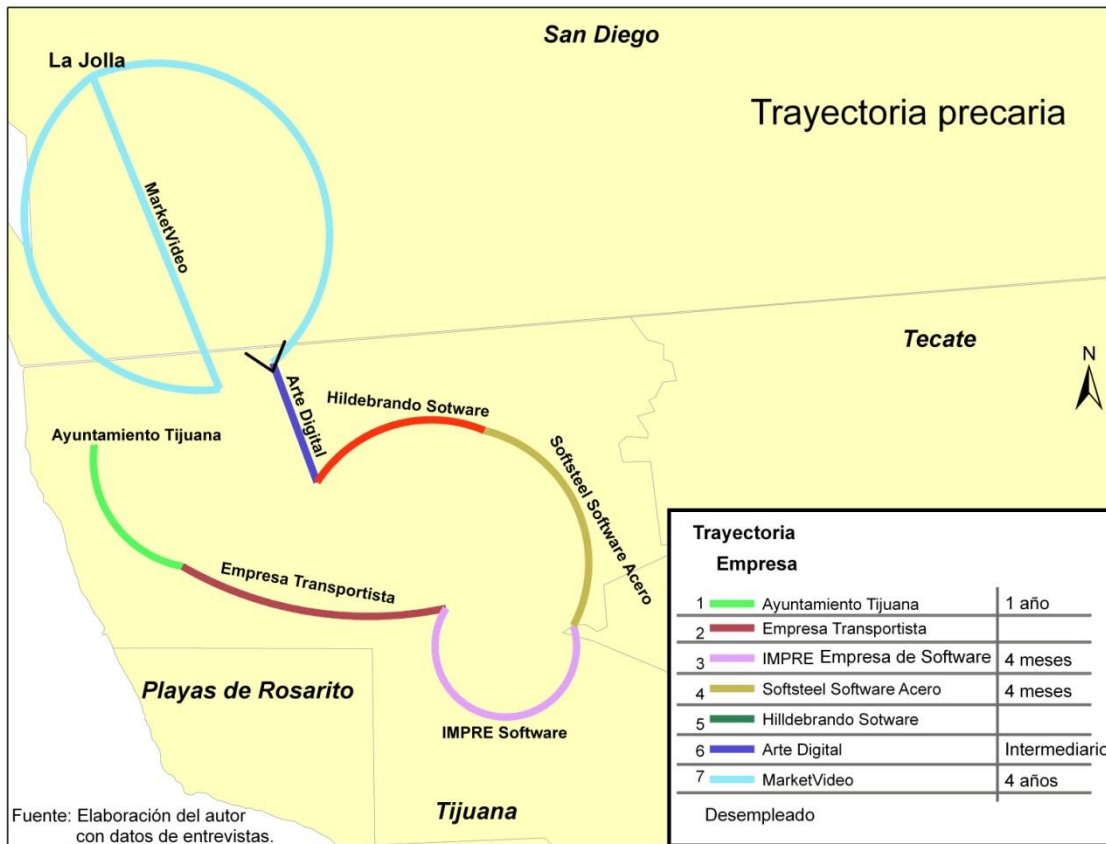 San Diego
La Jolla
Trayectoria precaria
MarketVideo
Tecate
N
Arte Digital
Hildebrando Sotware
Ayuntamiento Tijuana
Softsteel Software Acero
Empresa Transportista
Playas de Rosarito
IMPRE Software
Tijuana
Fuente: Elaboración del autor
con datos de entrevistas.
Trayectoria
Empresa
1 Ayuntamiento Tijuana 1 año
2 Empresa Transportista
3 IMPRE Empresa de Software 4 meses
4 Softsteel Software Acero 4 meses
5 Hilldebrando Sotware
6 Arte Digital Intermediario
7 MarketVideo 4 años
Desempleado